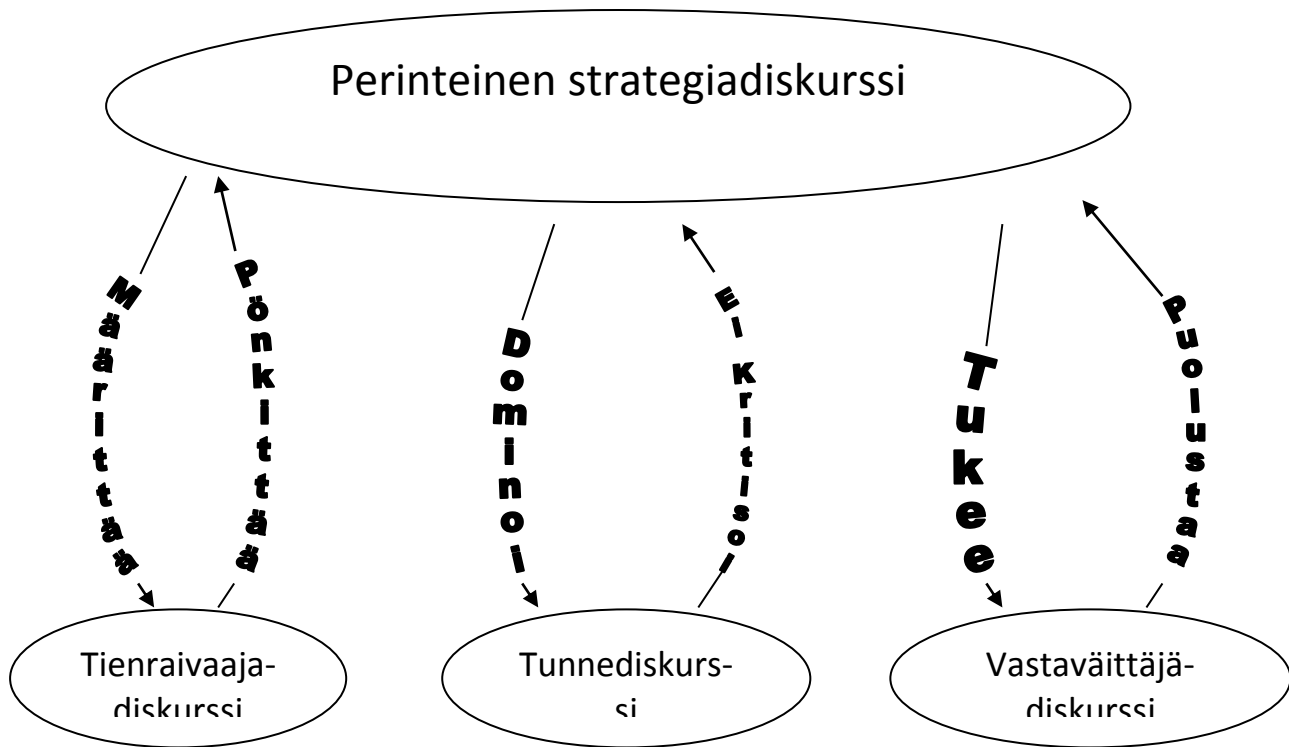 Perinteinen strategiadiskurssi
Määrittää
Pönkittää
Dominoi
Ei kritisoi
Tukee
Puolustaa
Tienraivaaja-
diskurssi
Tunnediskurs-
si
Vastaväittäjä-
diskurssi